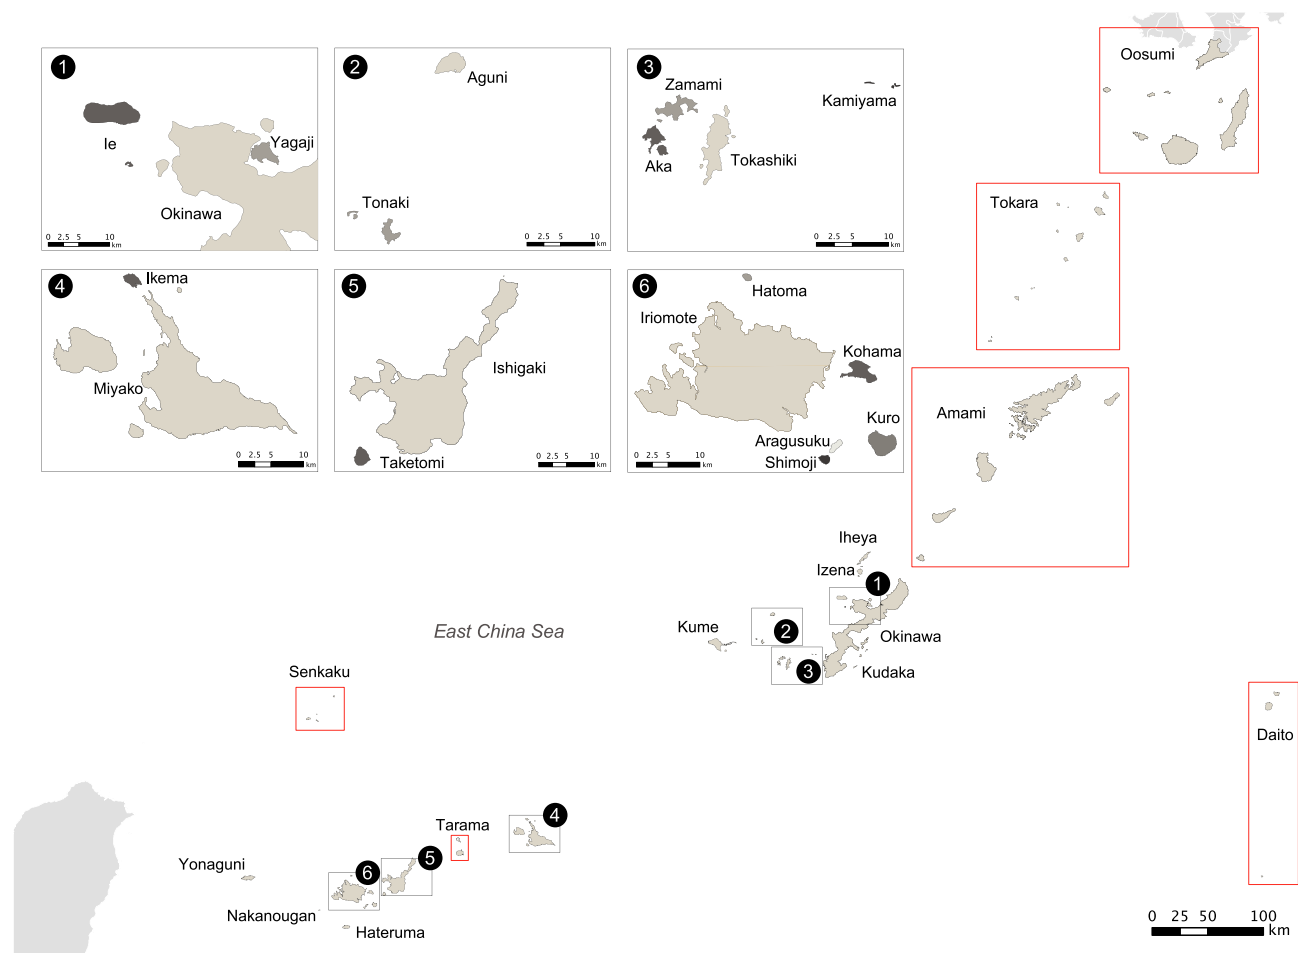 1
Ie
Yagaji
Okinawa
0 2.5 5 10
km
2
Aguni
Tonaki
0 2.5 5 10
km
3
Zamami
Kamiyama
Aka
Tokashiki
0 2.5 5 10
km
Oosumi
Tokara
4
Ikema
Miyako
0 2.5 5 10
km
5
Ishigaki
Taketomi
0 2.5 5 10
km
6
Hatoma
Iriomote
Kohama
Kuro
Aragusuku
Shimoji
0 2.5 5 10
km
Amami
Iheya
Izena
1
Kume
2
Okinawa
3
Kudaka
East China Sea
Senkaku
Daito
Tarama
4
5
6
Yonaguni
Nakanougan
Hateruma
0 25 50 100
km